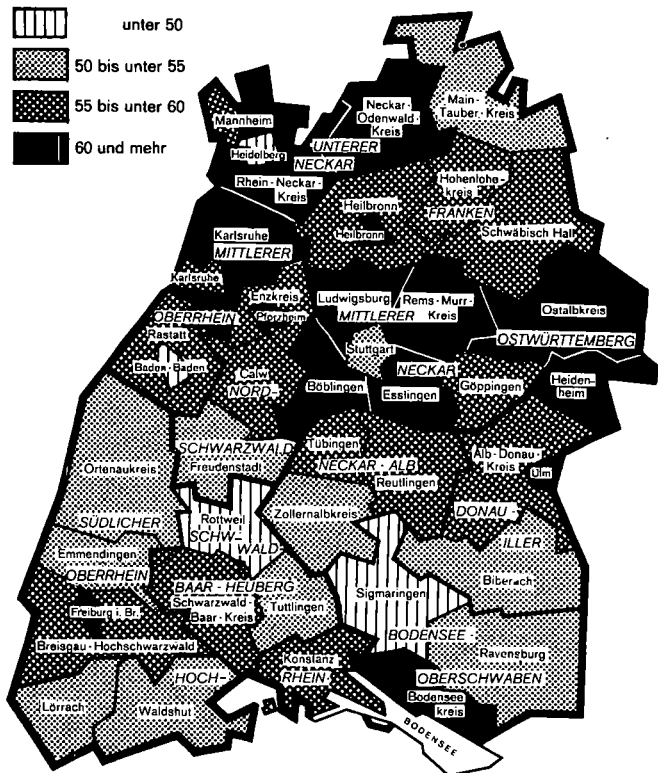 unter 50
50 bis unter 55
55 bis unter 60
60 und mehr
Mannheim
Neckar-
Odenwald-
Kreis
Main-
Tauber-Kreis
Heidelberg
UNTERER
NECKAR
Rhein-Neckar-
Kreis
Hohenlohe-
kreis
Heilbronn
FRANKEN
Heilbronn
Schwäbisch Hall
Karlsruhe
MITTLERER
Karlsruhe
Enzkreis
Pforzheim
Ludwigsburg
Rems-Murr-
Kreis
MITTLERER
Ostalbkreis
OSTWÜRTTEMBERG
OBERRHEIN
Rastatt
Stuttgart
NECKAR
Baden-Baden
Calw
NORD-
Böblingen
Esslingen
Göppingen
Heiden-
heim
SCHWARZWALD
Freudenstadt
Ortenaukreis
Tübingen
NECKAR-ALB
Reutlingen
Alb-Donau-
Kreis
Ulm
Rottweil
SCHW-
WALD-
Zollernalbkreis
DONAU-
ILLER
SÜDLICHER
Emmendingen
OBERRHEIN
BAAR-HEUBERG
Schwarzwald-
Baar-Kreis
Tuttlingen
Sigmaringen
Biberach
Freiburg i. Br.
Breisgau-Hochschwarzwald
BODENSEE-
Ravensburg
OBERSCHWABEN
Konstanz
HOCH-
RHEIN-
Bodensee
kreis
Lörrach
Waldshut
BODENSEE